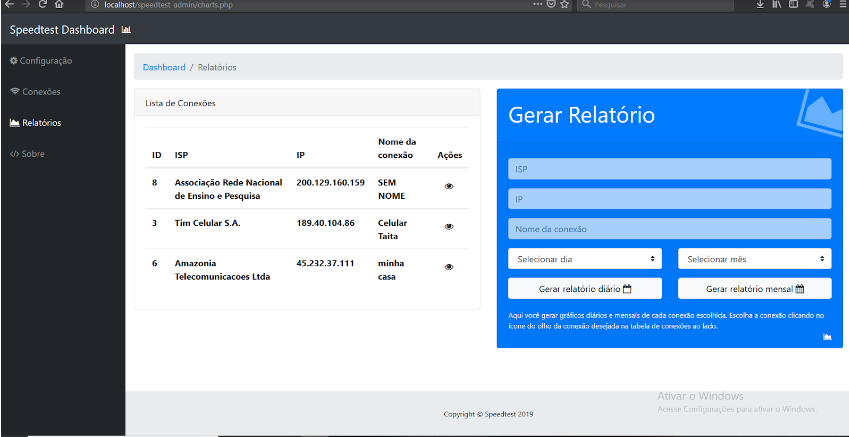 localhost/speedtest admin/charts.php
Pesquisar
Speedtest Dashboard
Configuração
Conexões
Relatórios
</> Sobre
Dashboard / Relatórios
Lista de Conexões
ID ISP IP Nome da conexão Ações
8 Associação Rede Nacional de Ensino e Pesquisa 200.129.160.159 SEM NOME
3 Tim Celular S.A. 189.40.104.86 Celular Taita
6 Amazonia Telecomunicacoes Ltda 45.232.37.111 minha casa
Gerar Relatório
ISP
IP
Nome da conexão
Selecionar dia Selecionar mês
Gerar relatório diário Gerar relatório mensal
Aqui você gerar gráficos diários e mensais de cada conexão escolhida. Escolha a conexão clicando no
ícone do olho da conexão desejada na tabela de conexões ao lado.
Copyright © Speedtest 2019
Ativar o Windows
Acesse Configurações para ativar o Windows.